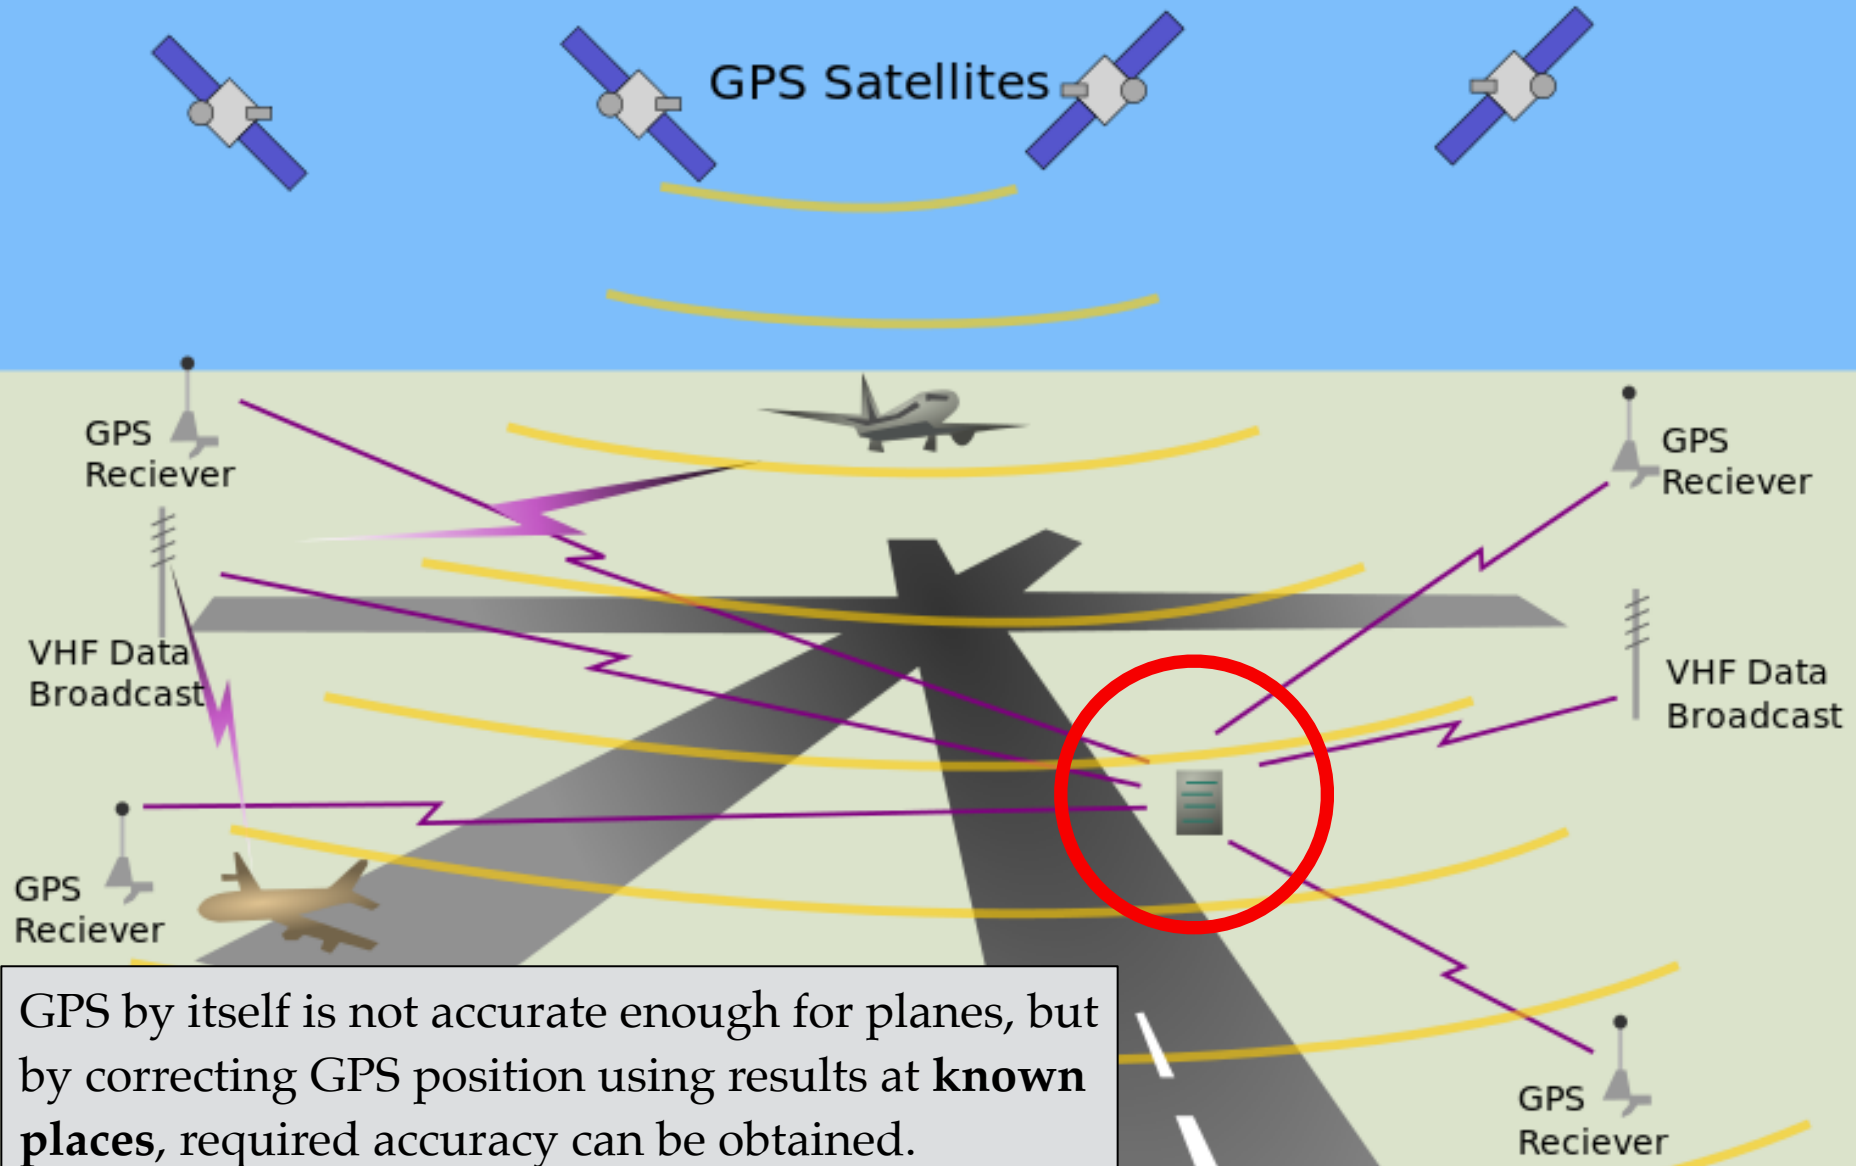 GPS Satellites
GPS
Reciever
GPS
Reciever
VHF Data
Broadcast
VHF Data
Broadcast
GPS
Reciever
GPS by itself is not accurate enough for planes, but
by correcting GPS position using results at known
places, required accuracy can be obtained.
GPS
Reciever